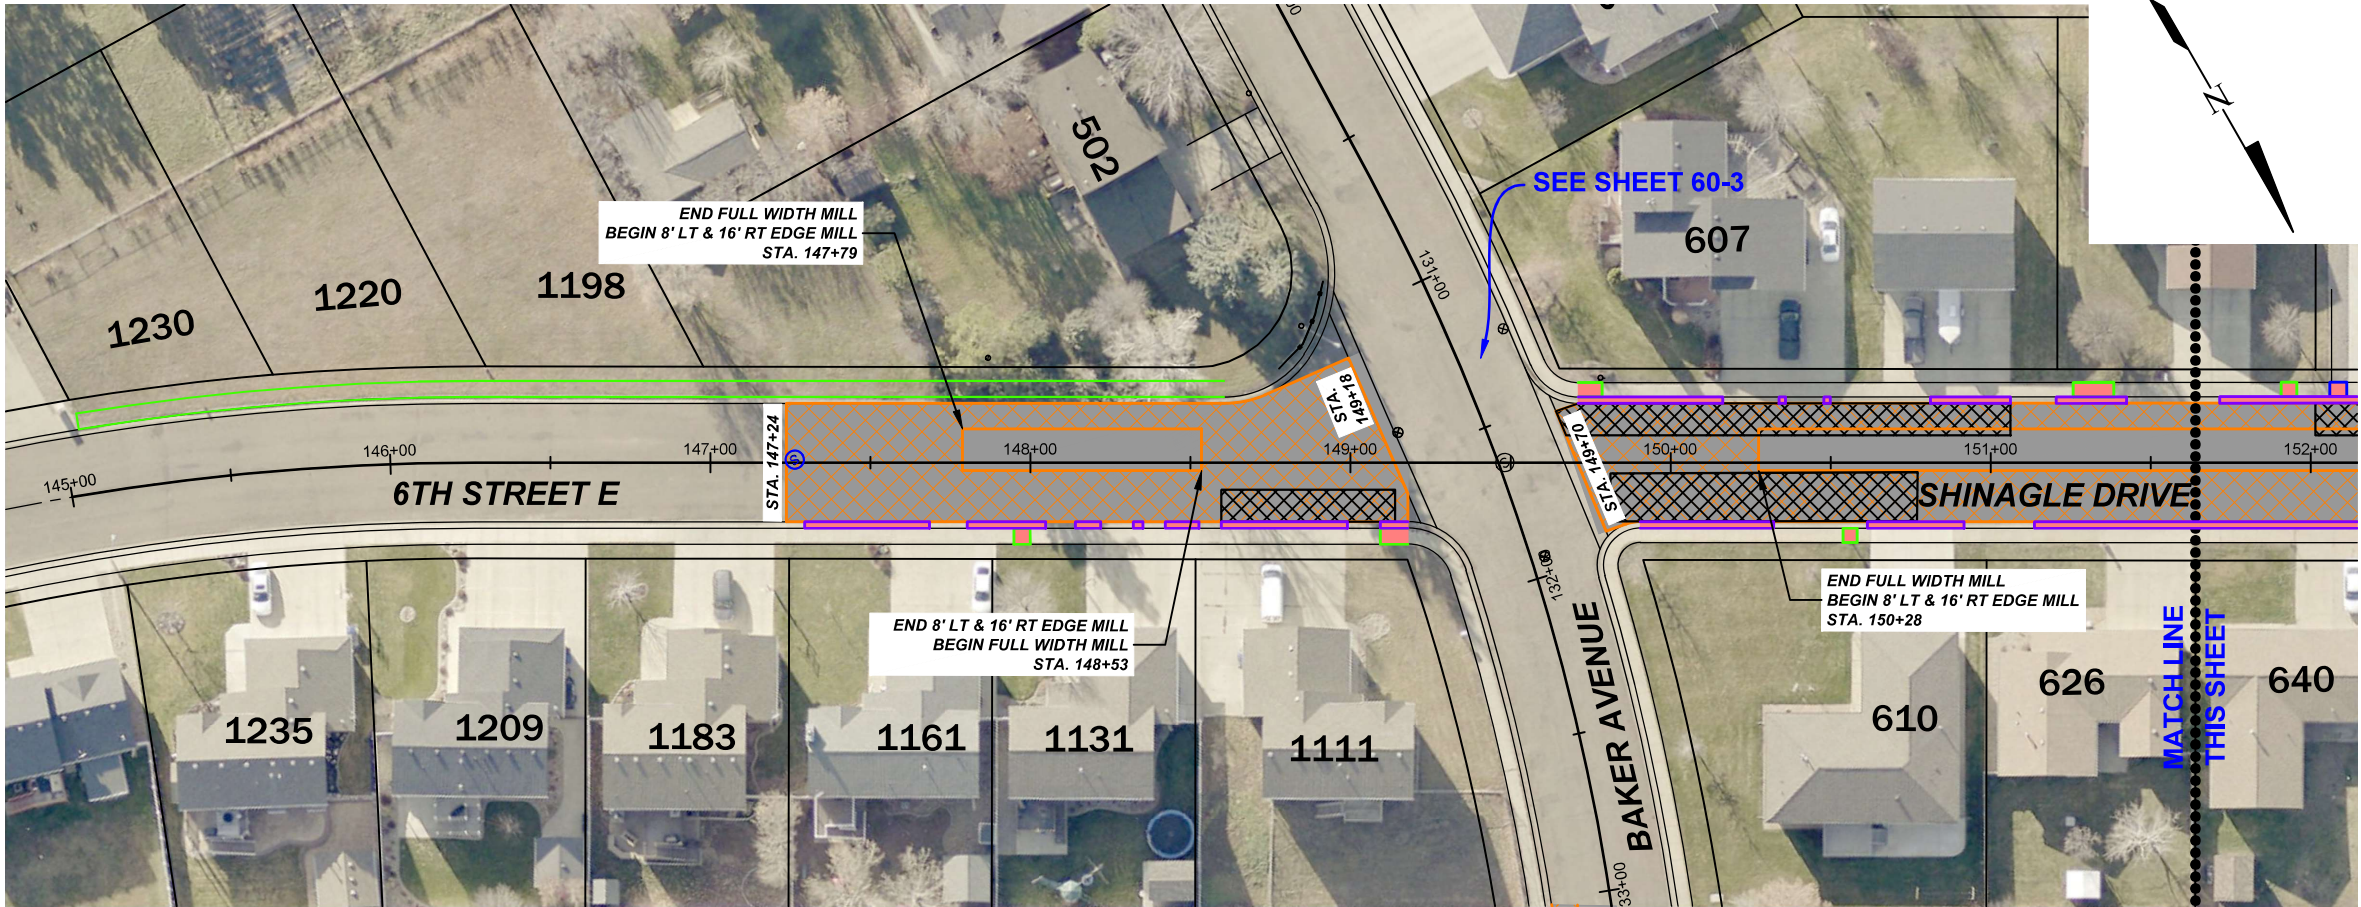 502
SEE SHEET 60-3
N
END FULL WIDTH MILL
BEGIN 8' LT & 16' RT EDGE MILL
STA. 147+79
607
131+00
1230
1220
1198
STA. 149+18
STA. 147+24
STA. 149+70
145+00
146+00
147+00
148+00
149+00
150+00
151+00
152+00
S
S
6TH STREET E
SHINAGLE DRIVE
132+00
END FULL WIDTH MILL
BEGIN 8' LT & 16' RT EDGE MILL
STA. 150+28
END 8' LT & 16' RT EDGE MILL
BEGIN FULL WIDTH MILL
STA. 148+53
BAKER AVENUE
MATCH LINE
THIS SHEET
1235
1209
1183
1161
1131
1111
610
626
640
133+00